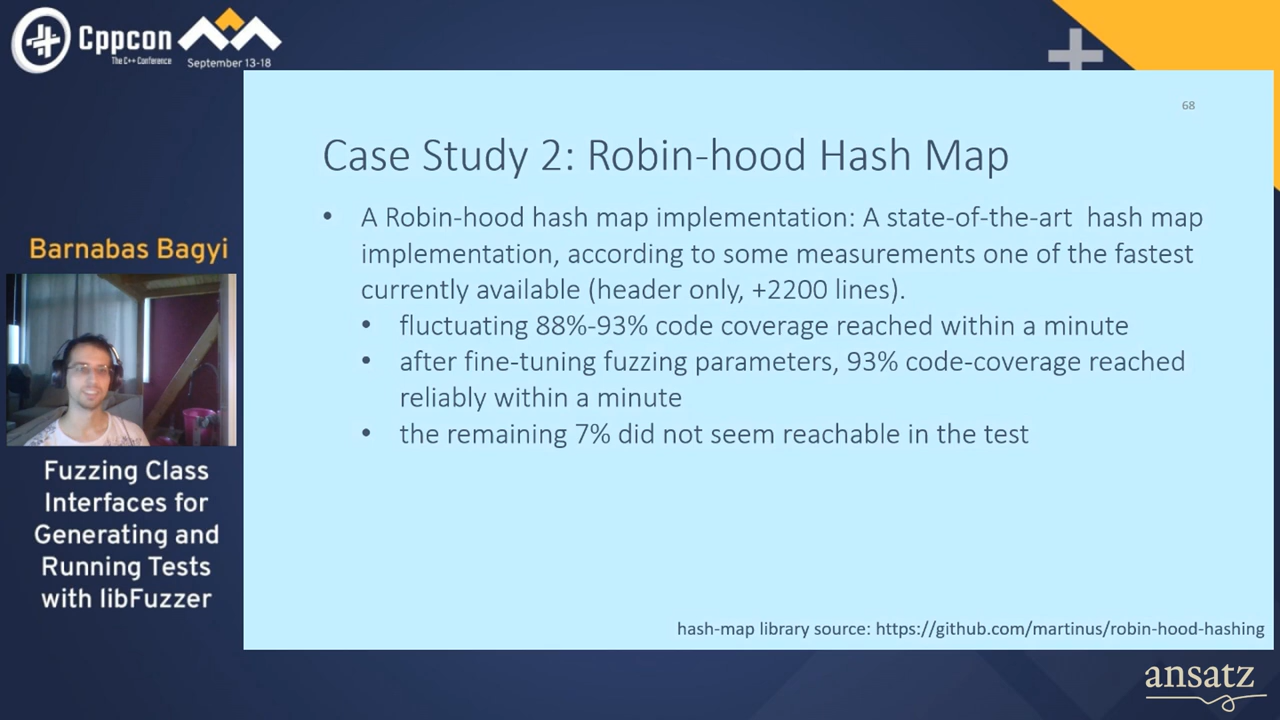 Cppcon
The C++ Conference
September 13-18
68
Case Study 2: Robin-hood Hash Map
• A Robin-hood hash map implementation: A state-of-the-art hash map
implementation, according to some measurements one of the fastest
currently available (header only, +2200 lines).
• fluctuating 88%-93% code coverage reached within a minute
• after fine-tuning fuzzing parameters, 93% code-coverage reached
reliably within a minute
• the remaining 7% did not seem reachable in the test
hash-map library source: https://github.com/martinus/robin-hood-hashing
Barnabas Bagyi
Fuzzing Class
Interfaces for
Generating and
Running Tests
with libFuzzer
ansatz